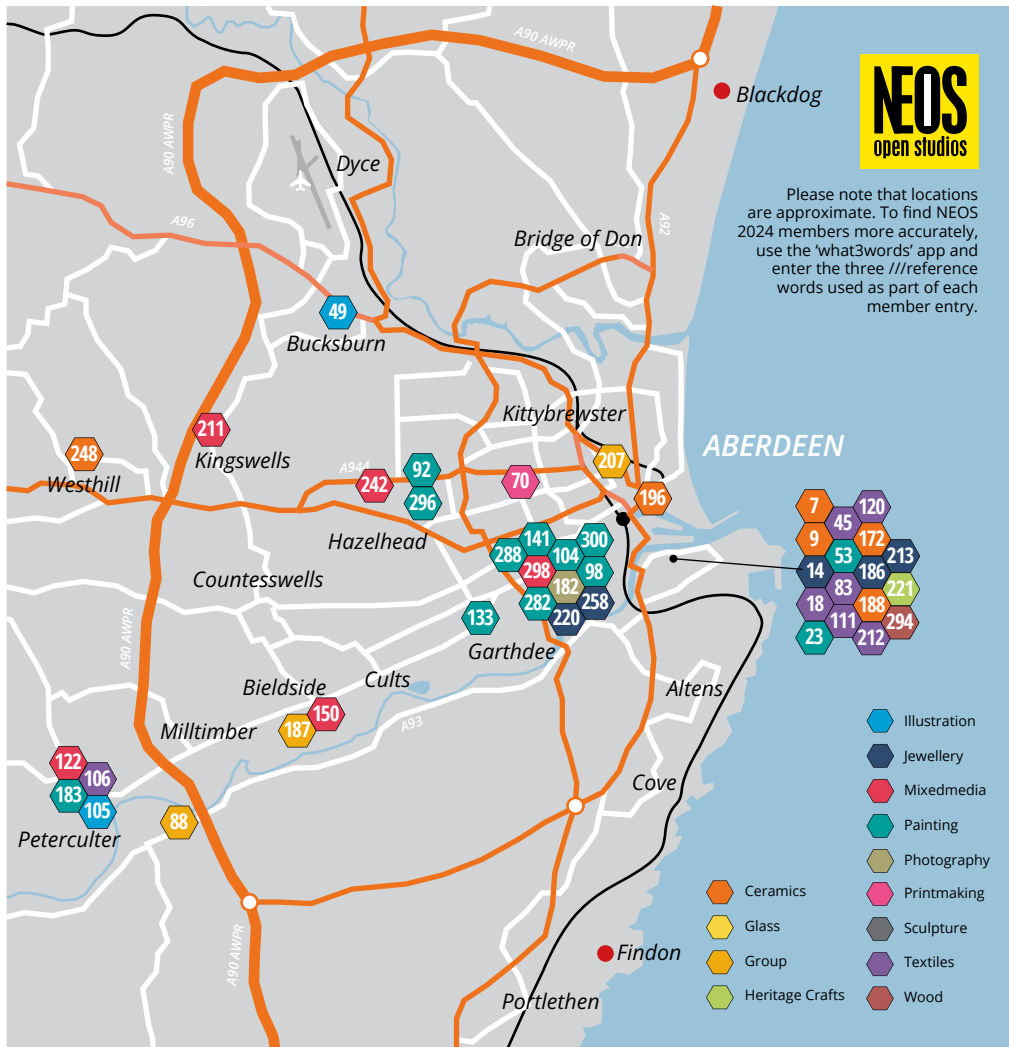 A90 AWPR
NEOS
open studios
Blackdog
A90 AWPR
Dyce
Please note that locations
are approximate. To find NEOS
2024 members more accurately,
use the ‘what3words’ app and
enter the three ///reference
words used as part of each
member entry.
A96
A92
Bridge of Don
49
Bucksburn
Kittybrewster
211
Kingswells
ABERDEEN
248
Westhill
A944
242
92
296
70
207
196
Hazelhead
7
9
14
18
23
45
53
83
111
120
172
186
188
212
213
221
294
141
300
288
104
298
98
182
282
258
220
Countesswells
133
Garthdee
A90 AWPR
Cults
Bieldside
150
187
Milltimber
A93
Altens
122
106
183
105
Peterculter
88
Cove
A90 AWPR
Findon
Portlethen
Illustration
Jewellery
Mixedmedia
Painting
Photography
Printmaking
Sculpture
Textiles
Wood
Ceramics
Glass
Group
Heritage Crafts